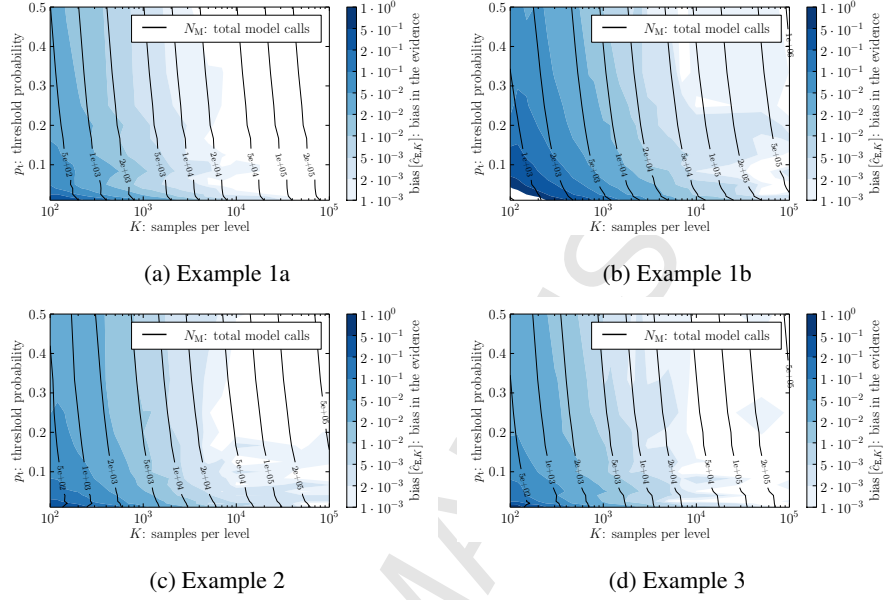 0.5
0.4
0.3
0.2
0.1
p_t: threshold probability
N_M: total model calls
5e+02
1e+03
2e+03
5e+03
1e+04
2e+04
5e+04
1e+05
2e+05
10^2
10^3
10^4
10^5
K: samples per level
1 · 10^0
5 · 10^-1
2 · 10^-1
1 · 10^-1
5 · 10^-2
2 · 10^-2
1 · 10^-2
5 · 10^-3
2 · 10^-3
1 · 10^-3
bias [ĉ_E,K]: bias in the evidence
(a) Example 1a
0.5
0.4
0.3
0.2
0.1
p_t: threshold probability
N_M: total model calls
1e+06
5e+02
1e+03
2e+03
5e+03
1e+04
2e+04
5e+04
1e+05
2e+05
5e+05
10^2
10^3
10^4
10^5
K: samples per level
1 · 10^0
5 · 10^-1
2 · 10^-1
1 · 10^-1
5 · 10^-2
2 · 10^-2
1 · 10^-2
5 · 10^-3
2 · 10^-3
1 · 10^-3
bias [ĉ_E,K]: bias in the evidence
(b) Example 1b
0.5
0.4
0.3
0.2
0.1
p_t: threshold probability
N_M: total model calls
5e+05
5e+02
1e+03
2e+03
5e+03
1e+04
2e+04
5e+04
1e+05
2e+05
10^2
10^3
10^4
10^5
K: samples per level
1 · 10^0
5 · 10^-1
2 · 10^-1
1 · 10^-1
5 · 10^-2
2 · 10^-2
1 · 10^-2
5 · 10^-3
2 · 10^-3
1 · 10^-3
bias [ĉ_E,K]: bias in the evidence
(c) Example 2
0.5
0.4
0.3
0.2
0.1
p_t: threshold probability
N_M: total model calls
5e+05
5e+02
1e+03
2e+03
5e+03
1e+04
2e+04
5e+04
1e+05
2e+05
10^2
10^3
10^4
10^5
K: samples per level
1 · 10^0
5 · 10^-1
2 · 10^-1
1 · 10^-1
5 · 10^-2
2 · 10^-2
1 · 10^-2
5 · 10^-3
2 · 10^-3
1 · 10^-3
bias [ĉ_E,K]: bias in the evidence
(d) Example 3